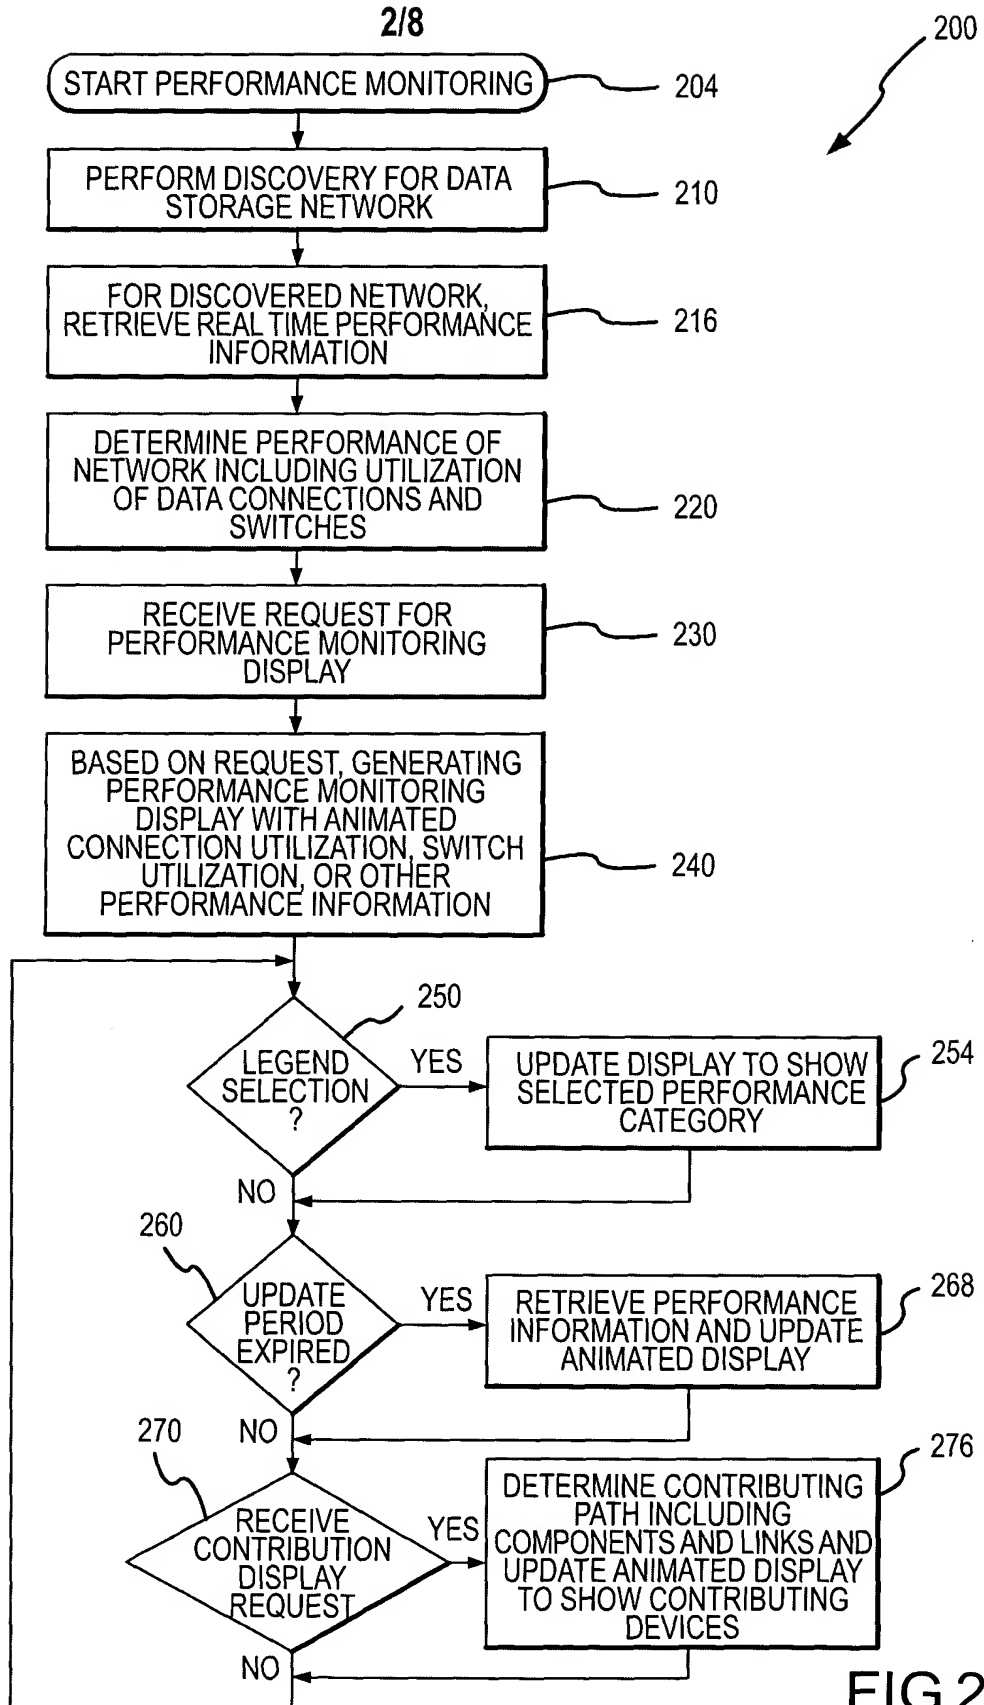 2/8
200
START PERFORMANCE MONITORING
204
PERFORM DISCOVERY FOR DATA
STORAGE NETWORK
210
FOR DISCOVERED NETWORK,
RETRIEVE REAL TIME PERFORMANCE
INFORMATION
216
DETERMINE PERFORMANCE OF
NETWORK INCLUDING UTILIZATION
OF DATA CONNECTIONS AND
SWITCHES
220
RECEIVE REQUEST FOR
PERFORMANCE MONITORING
DISPLAY
230
BASED ON REQUEST, GENERATING
PERFORMANCE MONITORING
DISPLAY WITH ANIMATED
CONNECTION UTILIZATION, SWITCH
UTILIZATION, OR OTHER
PERFORMANCE INFORMATION
240
250
LEGEND
SELECTION
?
YES
UPDATE DISPLAY TO SHOW
SELECTED PERFORMANCE
CATEGORY
254
NO
260
UPDATE
PERIOD
EXPIRED
?
YES
RETRIEVE PERFORMANCE
INFORMATION AND UPDATE
ANIMATED DISPLAY
268
NO
270
RECEIVE
CONTRIBUTION
DISPLAY
REQUEST
YES
DETERMINE CONTRIBUTING
PATH INCLUDING
COMPONENTS AND LINKS AND
UPDATE ANIMATED DISPLAY
TO SHOW CONTRIBUTING
DEVICES
276
NO
FIG.2